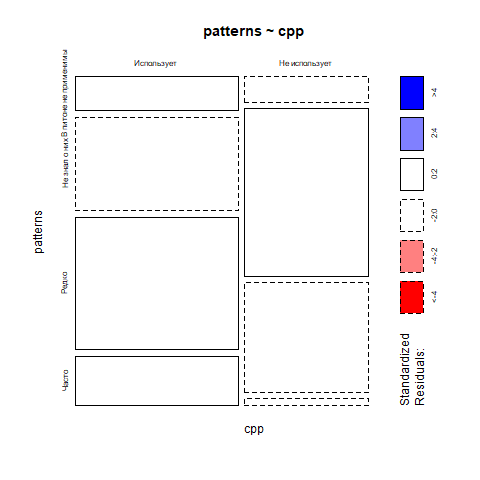 patterns ~ cpp
Использует
Не использует
В питоне не применимы
Не знал о них
Редко
Часто
patterns
cpp
>4
2:4
0:2
-2:0
-4:-2
<-4
Standardized
Residuals: